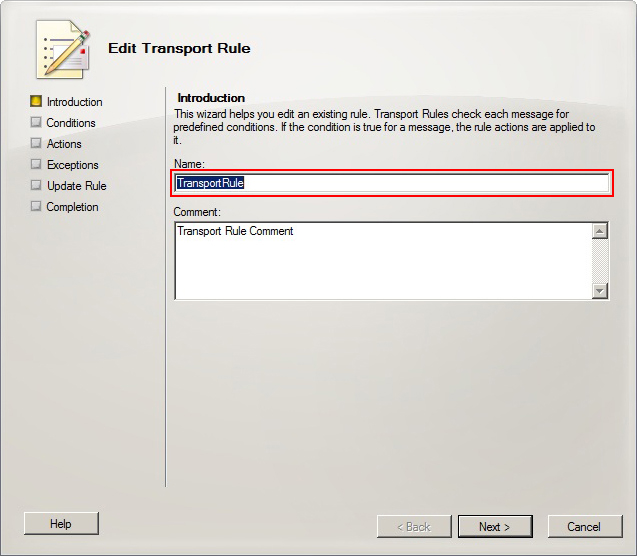 Edit Transport Rule
Introduction
Conditions
Actions
Exceptions
Update Rule
Completion
Introduction
This wizard helps you edit an existing rule. Transport Rules check each message for
predefined conditions. If the condition is true for a message, the rule actions are applied to
it.
Name:
TransportRule
Comment:
Transport Rule Comment
Help
< Back
Next >
Cancel